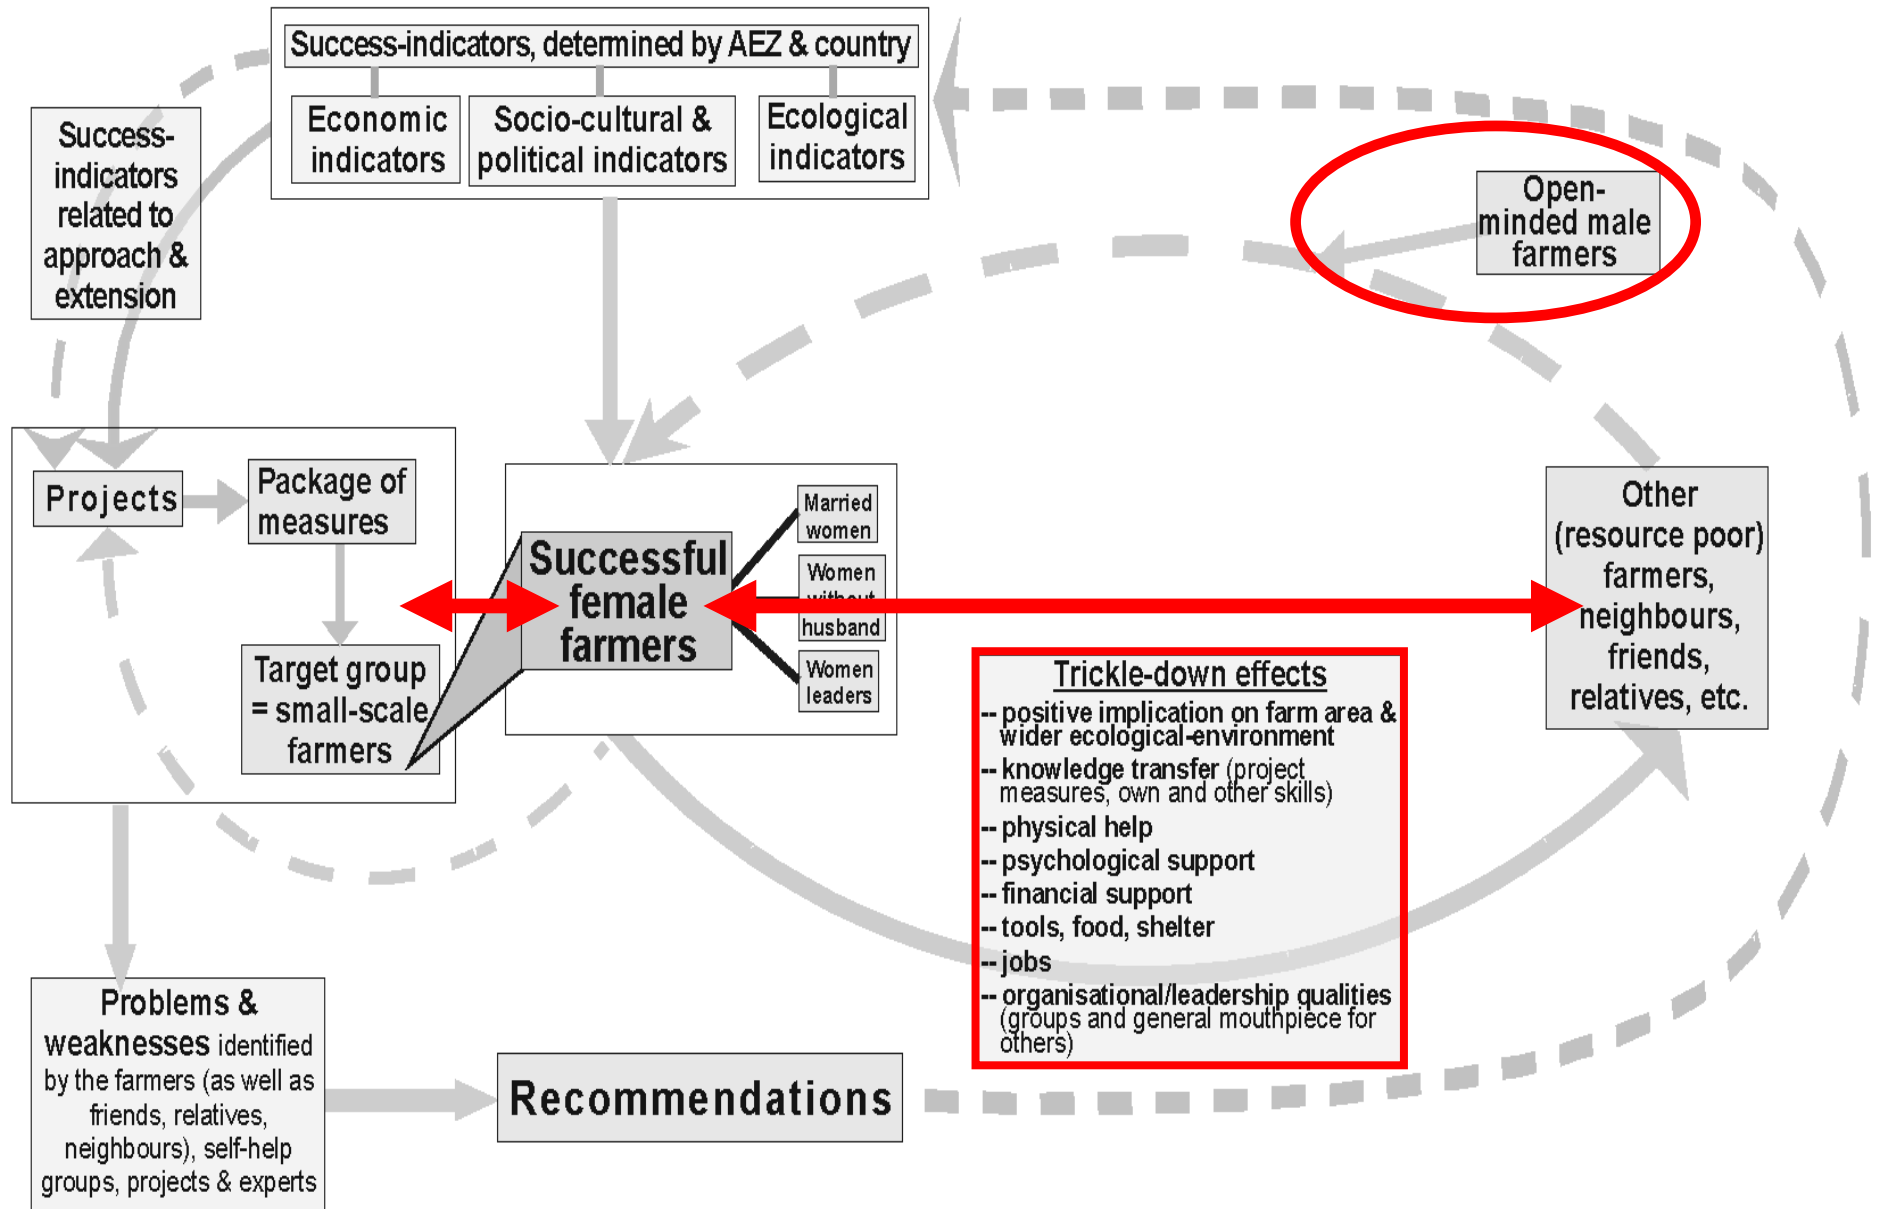 Success-indicators, determined by AEZ & country
Economic
indicators
Socio-cultural &
political indicators
Ecological
indicators
Success-
indicators
related to
approach &
extension
Open-
minded male
farmers
Projects
Package of
measures
Target group
= small-scale
farmers
Successful
female
farmers
Married
women
Women
without
husband
Women
leaders
Other
(resource poor)
farmers,
neighbours,
friends,
relatives, etc.
Trickle-down effects
-- positive implication on farm area &
wider ecological-environment
-- knowledge transfer (project
measures, own and other skills)
-- physical help
-- psychological support
-- financial support
-- tools, food, shelter
-- jobs
-- organisational/leadership qualities
(groups and general mouthpiece for
others)
Problems &
weaknesses identified
by the farmers (as well as
friends, relatives,
neighbours), self-help
groups, projects & experts
Recommendations